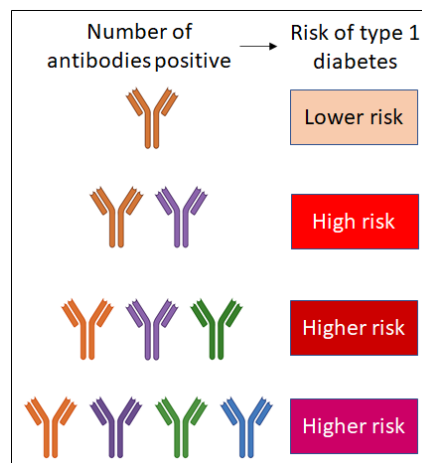 Number of
antibodies positive
Risk of type 1
diabetes
Lower risk
High risk
Higher risk
Higher risk